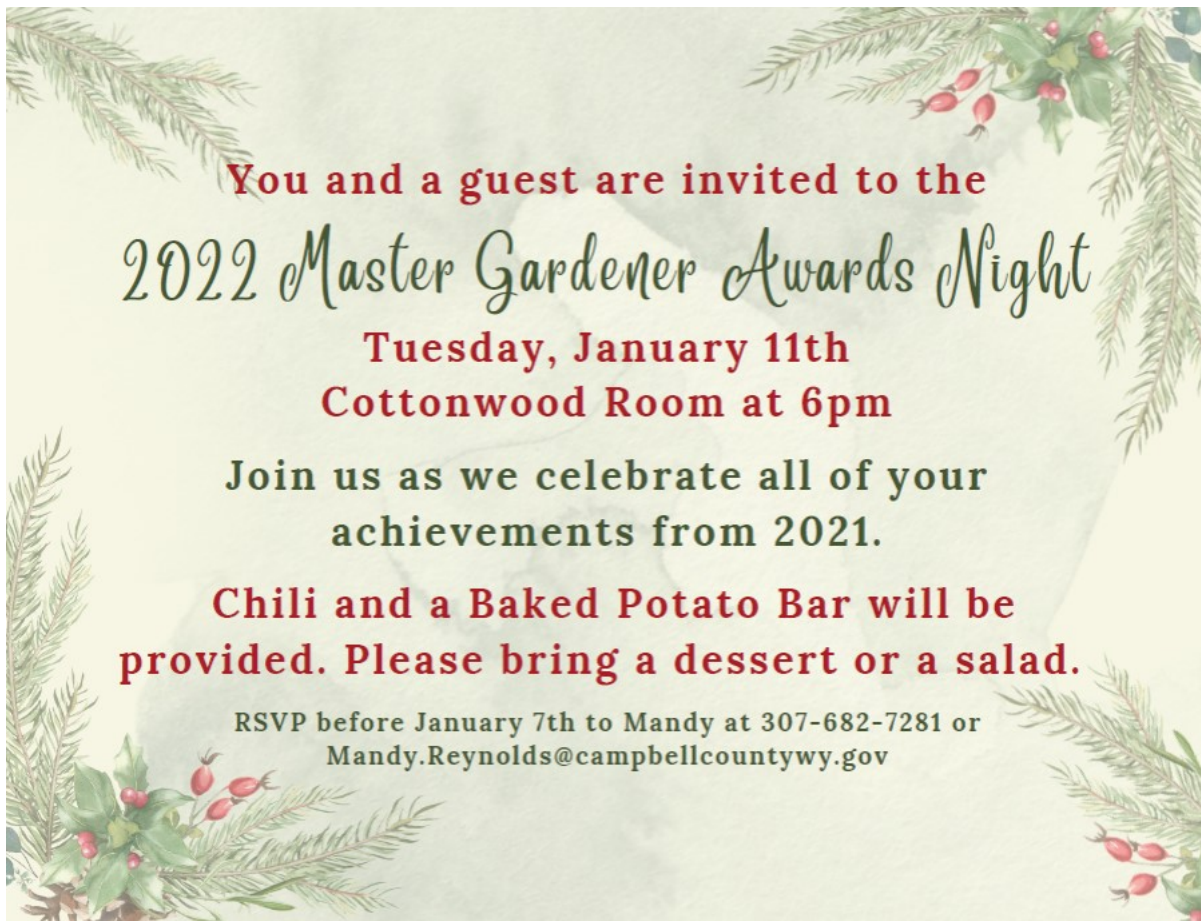 You and a guest are invited to the
2022 Master Gardener Awards Night
Tuesday, January 11th
Cottonwood Room at 6pm
Join us as we celebrate all of your
achievements from 2021.
Chili and a Baked Potato Bar will be
provided. Please bring a dessert or a salad.
RSVP before January 7th to Mandy at 307-682-7281 or
Mandy.Reynolds@campbellcountywy.gov